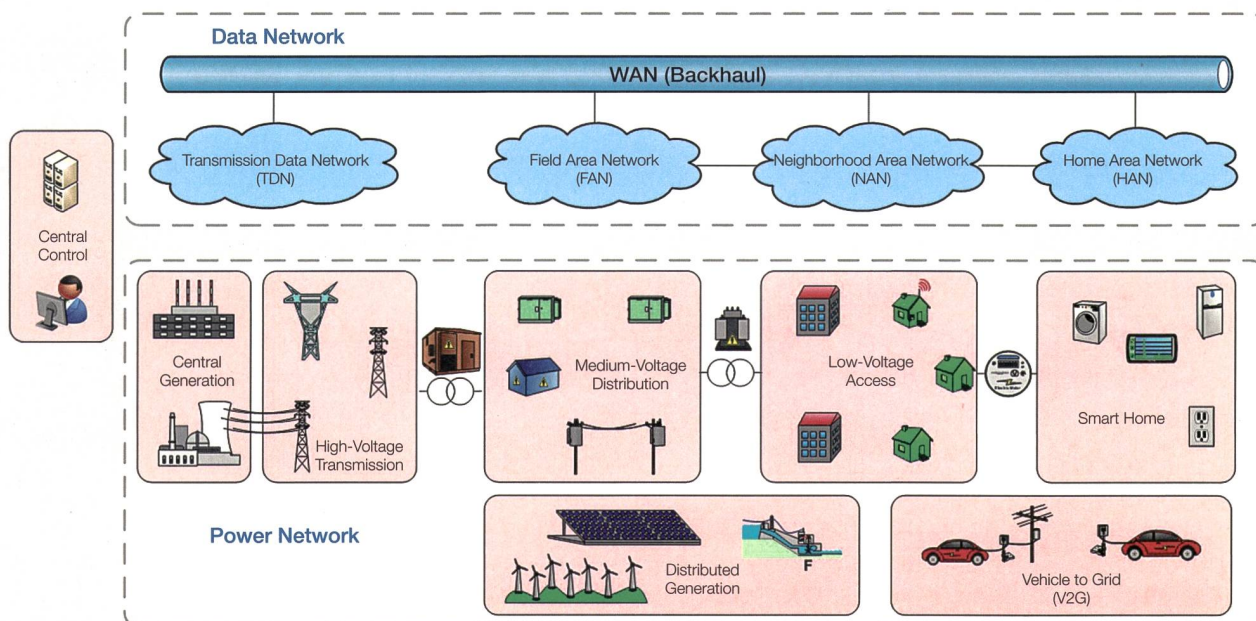 Data Network
WAN (Backhaul)
Transmission Data Network
(TDN)
Field Area Network
(FAN)
Neighborhood Area Network
(NAN)
Home Area Network
(HAN)
Central
Control
Central
Generation
High-Voltage
Transmission
Medium-Voltage
Distribution
Low-Voltage
Access
Smart Home
Power Network
Distributed
Generation
F
Vehicle to Grid
(V2G)